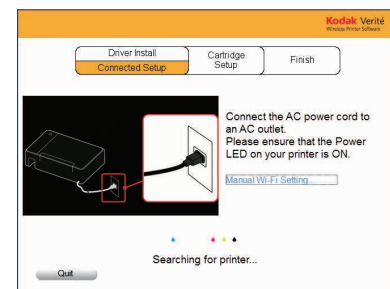 Kodak Verité
Wireless Printer Software
Driver Install
Connected Setup
Cartridge
Setup
Finish
Connect the AC power cord to
an AC outlet.
Please ensure that the Power
LED on your printer is ON.
Manual Wi-Fi Setting...
Searching for printer...
Quit